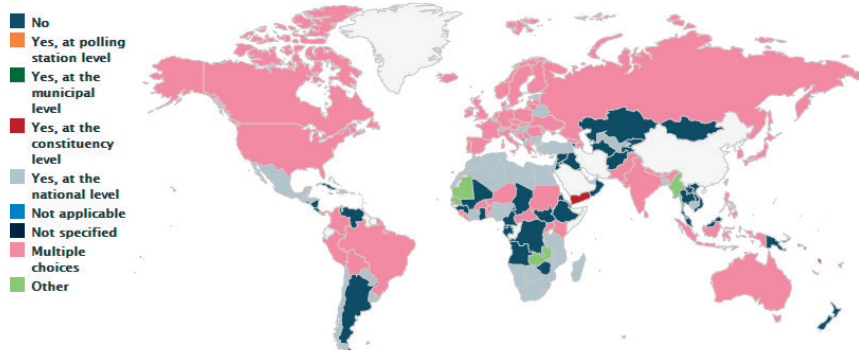 No
Yes, at polling
station level
Yes, at the
municipal
level
Yes, at the
constituency
level
Yes, at the
national level
Not applicable
Not specified
Multiple
choices
Other